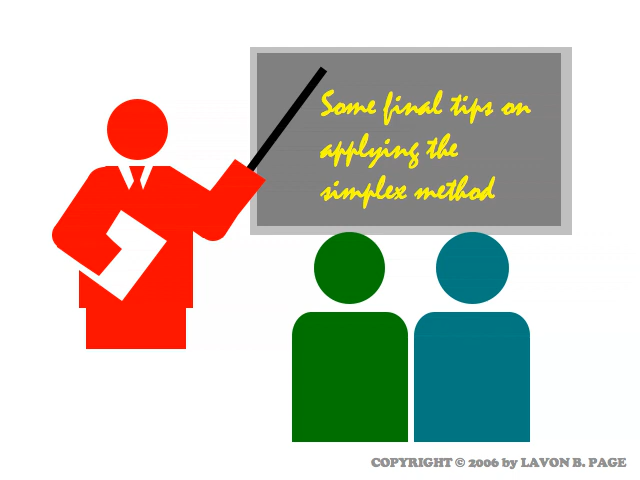 Some final tips on
applying the
simplex method
COPYRIGHT © 2006 by LAVON B. PAGE